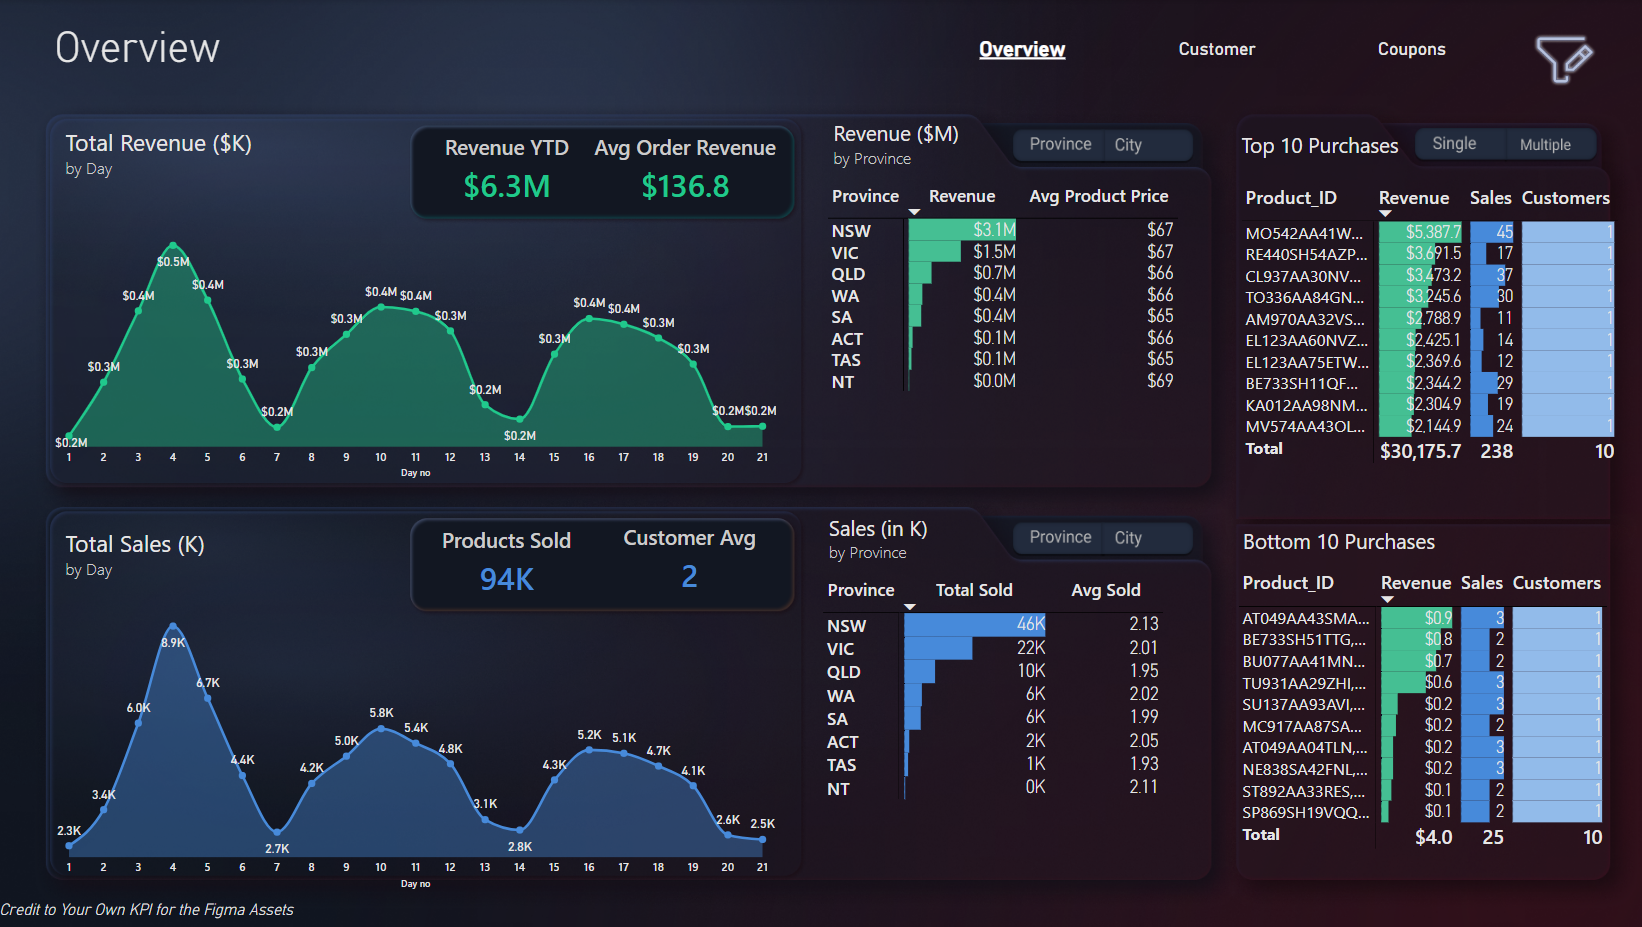 Overview
Overview Customer Coupons
Total Revenue ($K)
by Day
Revenue YTD Avg Order Revenue
$6.3M $136.8
$0.2M $0.3M $0.4M $0.5M $0.4M $0.3M $0.2M $0.3M $0.3M $0.4M $0.4M $0.3M $0.2M $0.2M $0.3M $0.4M $0.4M $0.3M $0.3M $0.2M $0.2M
1 2 3 4 5 6 7 8 9 10 11 12 13 14 15 16 17 18 19 20 21
Day no
Revenue ($M)
by Province
Province City
Province Revenue Avg Product Price
NSW $3.1M $67
VIC $1.5M $67
QLD $0.7M $66
WA $0.4M $66
SA $0.4M $65
ACT $0.1M $66
TAS $0.1M $65
NT $0.0M $69
Top 10 Purchases
Single Multiple
Product_ID Revenue Sales Customers
MO542AA41W... $5,387.7 45 1
RE440SH54AZP... $3,691.5 17 1
CL937AA30NV... $3,473.2 37 1
TO336AA84GN... $3,245.6 30 1
AM970AA32VS... $2,788.9 11 1
EL123AA60NVZ... $2,425.1 14 1
EL123AA75ETW... $2,369.6 12 1
BE733SH11QF... $2,344.2 29 1
KA012AA98NM... $2,304.9 19 1
MV574AA43OL... $2,144.9 24 1
Total $30,175.7 238 10
Total Sales (K)
by Day
Products Sold Customer Avg
94K 2
2.3K 3.4K 6.0K 8.9K 6.7K 4.4K 2.7K 4.2K 5.0K 5.8K 5.4K 4.8K 3.1K 2.8K 4.3K 5.2K 5.1K 4.7K 4.1K 2.6K 2.5K
1 2 3 4 5 6 7 8 9 10 11 12 13 14 15 16 17 18 19 20 21
Day no
Sales (in K)
by Province
Province City
Province Total Sold Avg Sold
NSW 46K 2.13
VIC 22K 2.01
QLD 10K 1.95
WA 6K 2.02
SA 6K 1.99
ACT 2K 2.05
TAS 1K 1.93
NT 0K 2.11
Bottom 10 Purchases
Product_ID Revenue Sales Customers
AT049AA43SMA... $0.9 3 1
BE733SH51TTG,... $0.8 2 1
BU077AA41MN... $0.7 2 1
TU931AA29ZHI,... $0.6 3 1
SU137AA93AVI,... $0.2 3 1
MC917AA87SA... $0.2 2 1
AT049AA04TLN,... $0.2 3 1
NE838SA42FNL,... $0.2 3 1
ST892AA33RES,... $0.1 2 1
SP869SH19VQQ... $0.1 2 1
Total $4.0 25 10
Credit to Your Own KPI for the Figma Assets